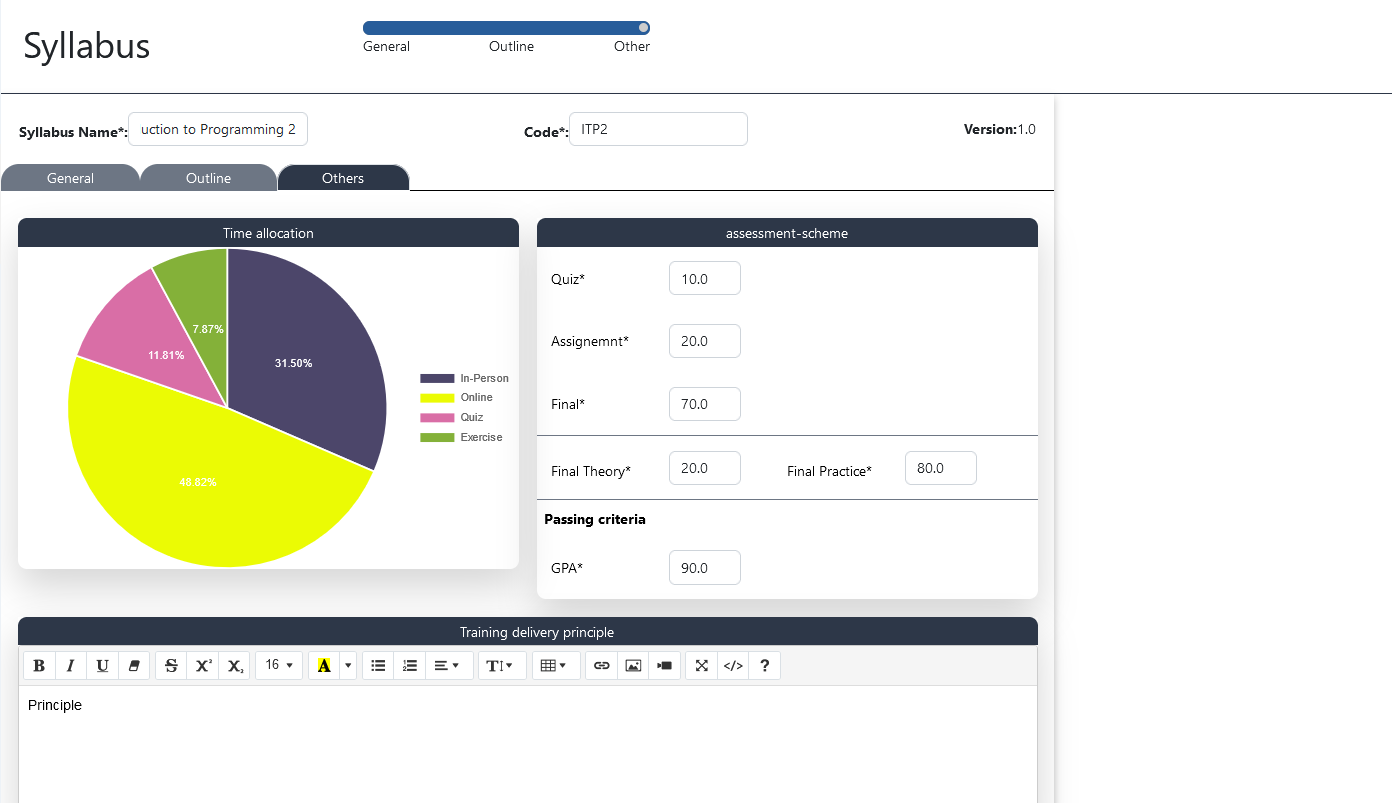 Syllabus
General Outline Other
Syllabus Name*: uction to Programming 2 Code*: ITP2 Version:1.0
General Outline Others
Time allocation
7.87%
11.81%
31.50%
48.82%
In-Person
Online
Quiz
Exercise
assessment-scheme
Quiz* 10.0
Assignemnt* 20.0
Final* 70.0
Final Theory* 20.0 Final Practice* 80.0
Passing criteria
GPA* 90.0
Training delivery principle
B I U S X² X₂ 16 A T </> ?
Principle